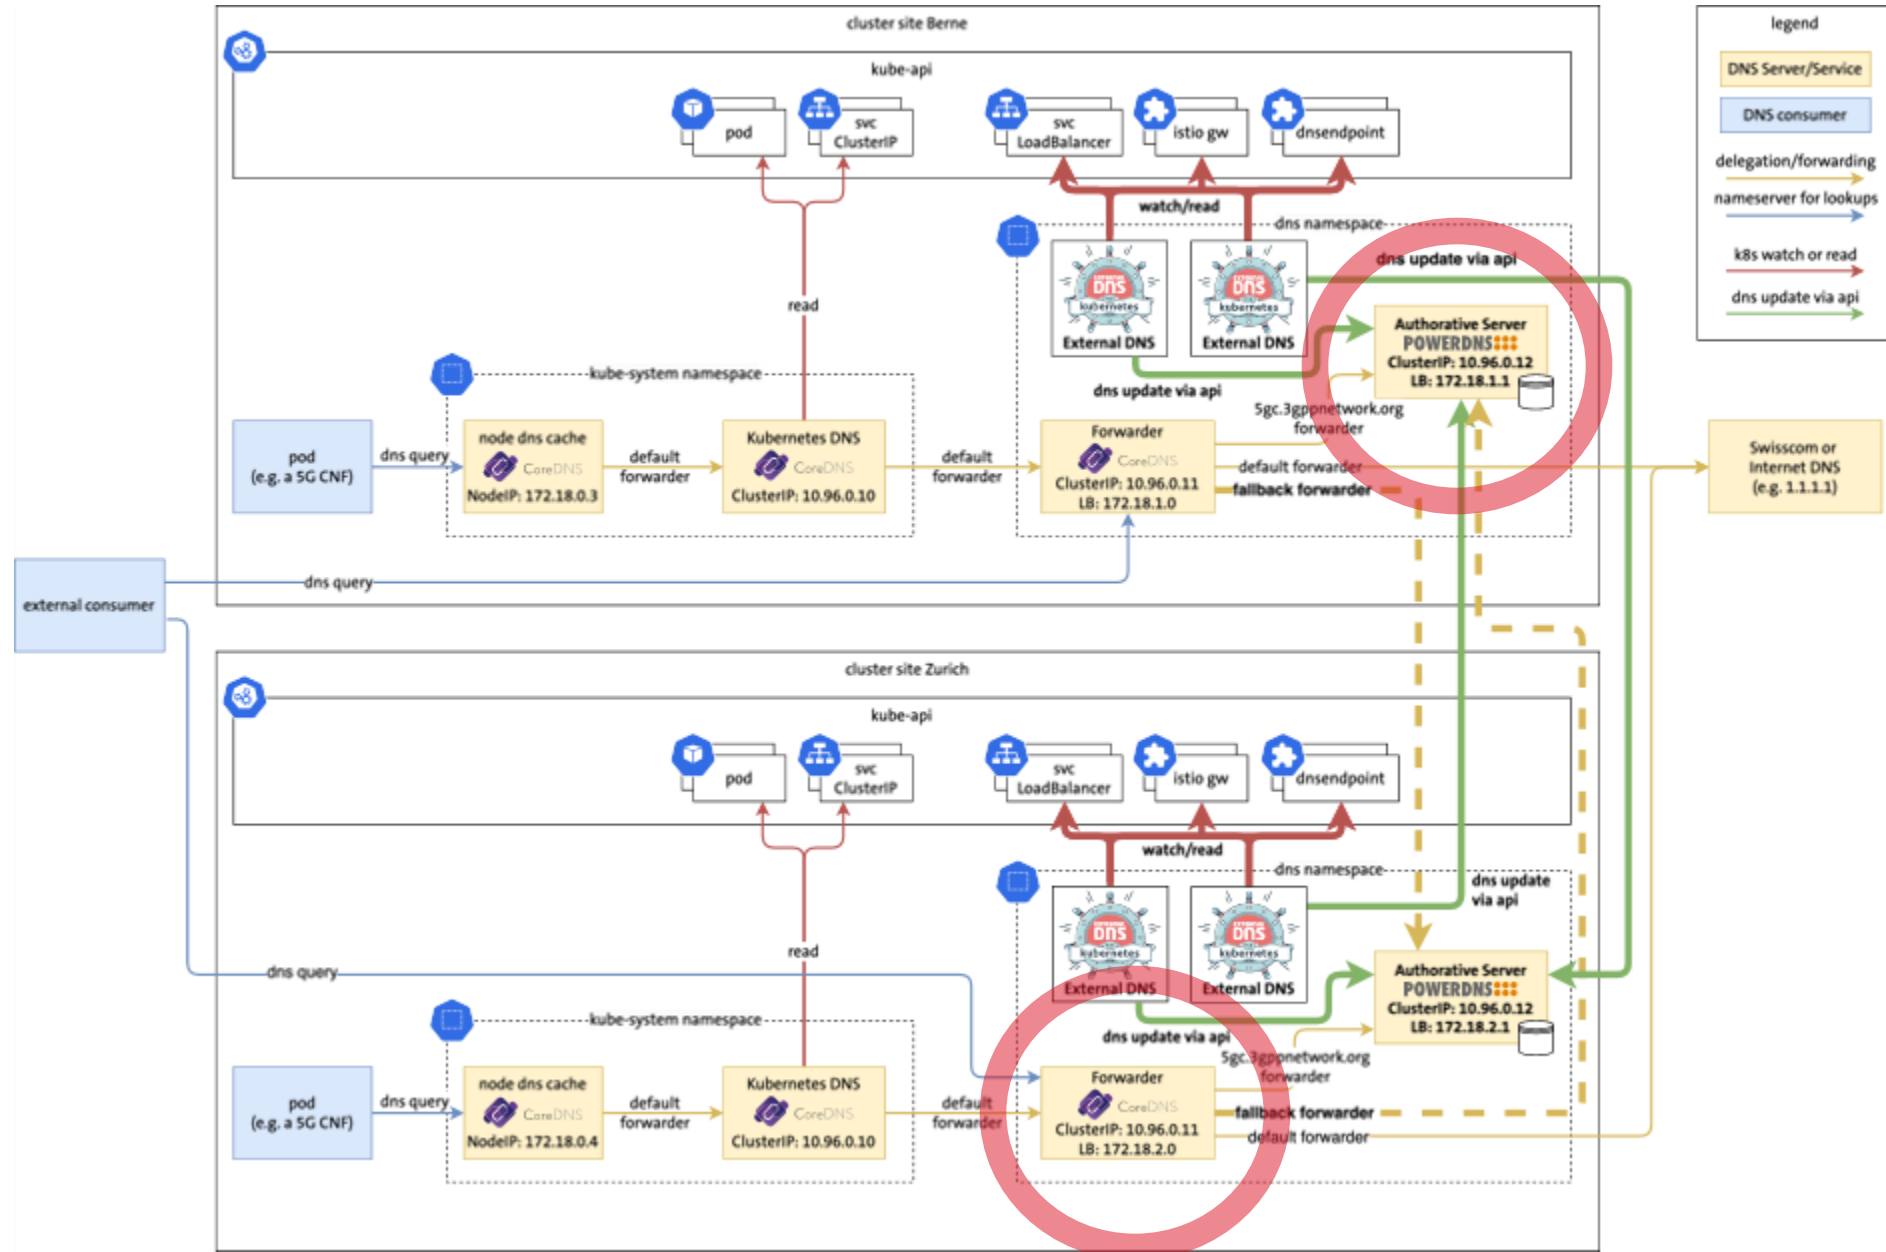 cluster site Berne
kube-api
pod
svc
ClusterIP
svc
LoadBalancer
istio gw
dnsendpoint
watch/read
dns namespace
read
DNS
kubernetes
External DNS
DNS
kubernetes
External DNS
dns update via api
dns update via api
Authorative Server
POWERDNS
ClusterIP: 10.96.0.12
LB: 172.18.1.1
kube-system namespace
pod
(e.g. a 5G CNF)
dns query
node dns cache
CoreDNS
NodeIP: 172.18.0.3
default
forwarder
Kubernetes DNS
CoreDNS
ClusterIP: 10.96.0.10
default
forwarder
Forwarder
CoreDNS
ClusterIP: 10.96.0.11
LB: 172.18.1.0
5gc.3gppnetwork.org
forwarder
default forwarder
fallback forwarder
Swisscom or
Internet DNS
(e.g. 1.1.1.1)
external consumer
dns query
dns query
legend
DNS Server/Service
DNS consumer
delegation/forwarding
nameserver for lookups
k8s watch or read
dns update via api
cluster site Zurich
kube-api
pod
svc
ClusterIP
svc
LoadBalancer
istio gw
dnsendpoint
watch/read
dns namespace
read
DNS
kubernetes
External DNS
DNS
kubernetes
External DNS
dns update
via api
dns update via api
Authorative Server
POWERDNS
ClusterIP: 10.96.0.12
LB: 172.18.2.1
kube-system namespace
pod
(e.g. a 5G CNF)
dns query
node dns cache
CoreDNS
NodeIP: 172.18.0.4
default
forwarder
Kubernetes DNS
CoreDNS
ClusterIP: 10.96.0.10
default
forwarder
Forwarder
CoreDNS
ClusterIP: 10.96.0.11
LB: 172.18.2.0
5gc.3gppnetwork.org
forwarder
fallback forwarder
default forwarder